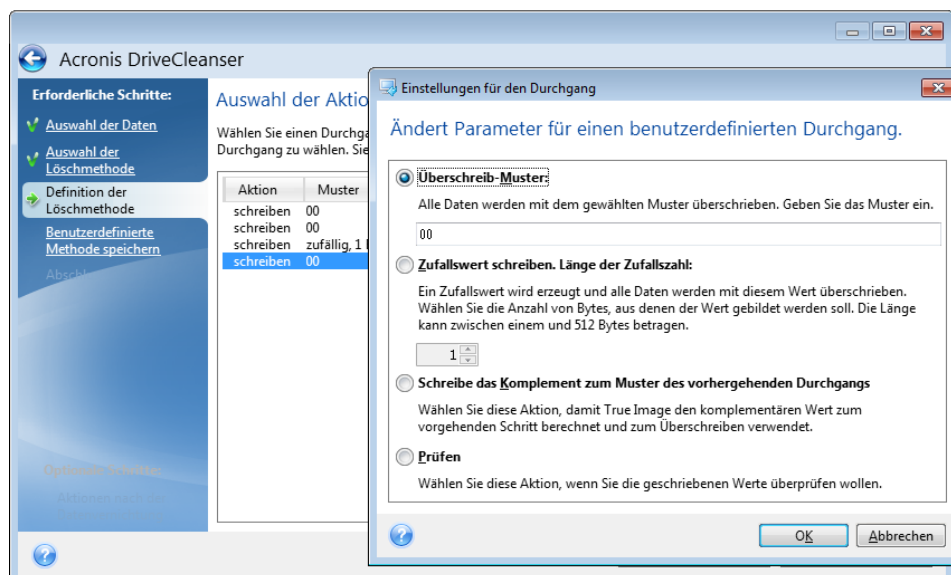 Acronis DriveCleanser
Erforderliche Schritte:
Auswahl der Daten
Auswahl der
Löschmethode
Definition der
Löschmethode
Benutzerdefinierte
Methode speichern
Aktionen nach der
Auswahl der Aktio
Wählen Sie einen Durchga
Durchgang zu wählen. Sie
Aktion Muster
schreiben 00
schreiben 00
schreiben zufällig, 1
schreiben 00
Einstellungen für den Durchgang
Ändert Parameter für einen benutzerdefinierten Durchgang.
Überschreib-Muster:
Alle Daten werden mit dem gewählten Muster überschrieben. Geben Sie das Muster ein.
00
Zufallswert schreiben. Länge der Zufallszahl:
Ein Zufallswert wird erzeugt und alle Daten werden mit diesem Wert überschrieben.
Wählen Sie die Anzahl von Bytes, aus denen der Wert gebildet werden soll. Die Länge
kann zwischen einem und 512 Bytes betragen.
1
Schreibe das Komplement zum Muster des vorhergehenden Durchgangs
Wählen Sie diese Aktion, damit True Image den komplementären Wert zum
vorgehenden Schritt berechnet und zum Überschreiben verwendet.
Prüfen
Wählen Sie diese Aktion, wenn Sie die geschriebenen Werte überprüfen wollen.
OK
Abbrechen